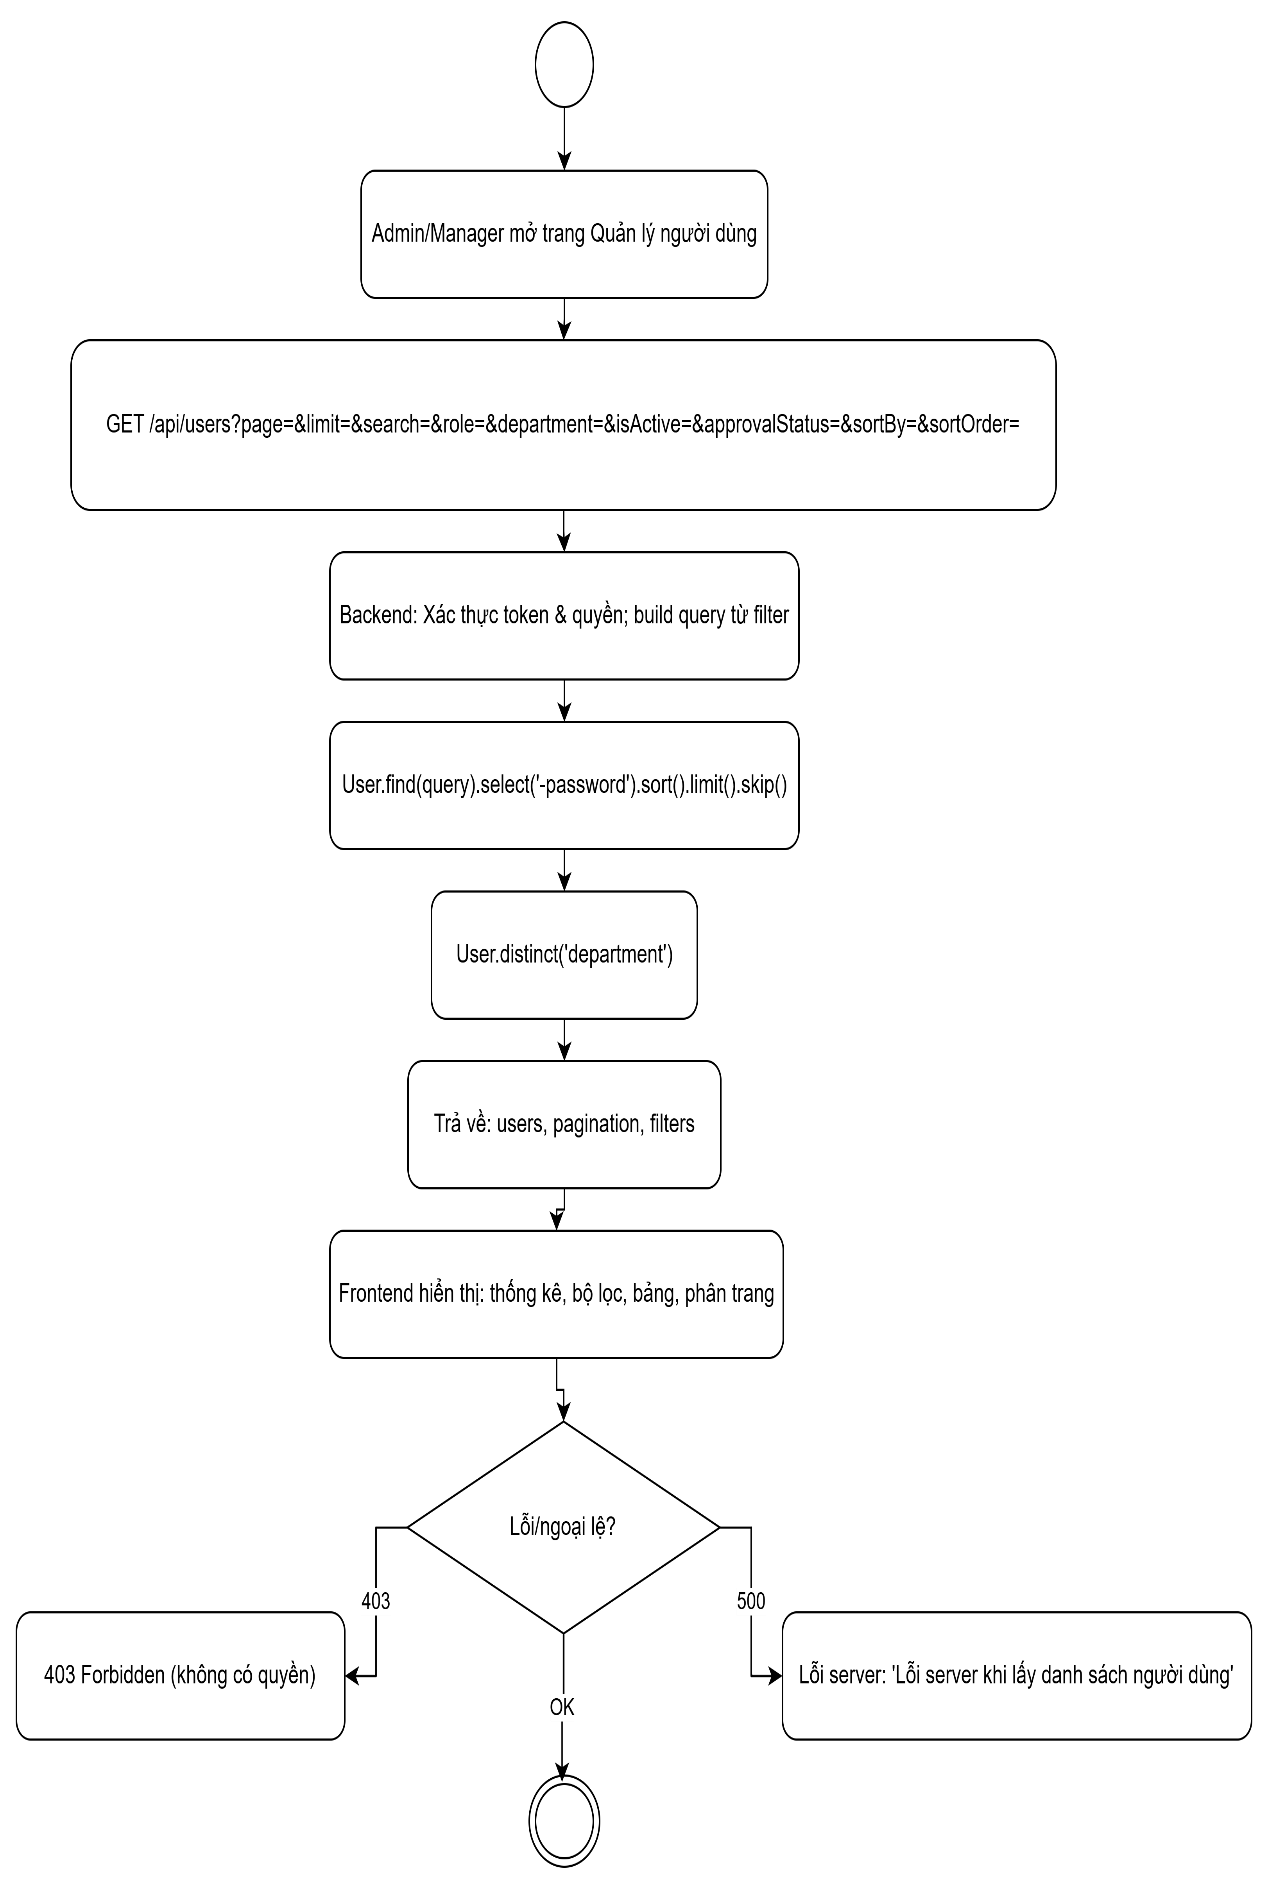 Admin/Manager mở trang Quản lý người dùng
GET /api/users?page=&limit=&search=&role=&department=&isActive=&approvalStatus=&sortBy=&sortOrder=
Backend: Xác thực token & quyền; build query từ filter
User.find(query).select('-password').sort().limit().skip()
User.distinct('department')
Trả về: users, pagination, filters
Frontend hiển thị: thống kê, bộ lọc, bảng, phân trang
Lỗi/ngoại lệ?
403
500
403 Forbidden (không có quyền)
Lỗi server: 'Lỗi server khi lấy danh sách người dùng'
OK